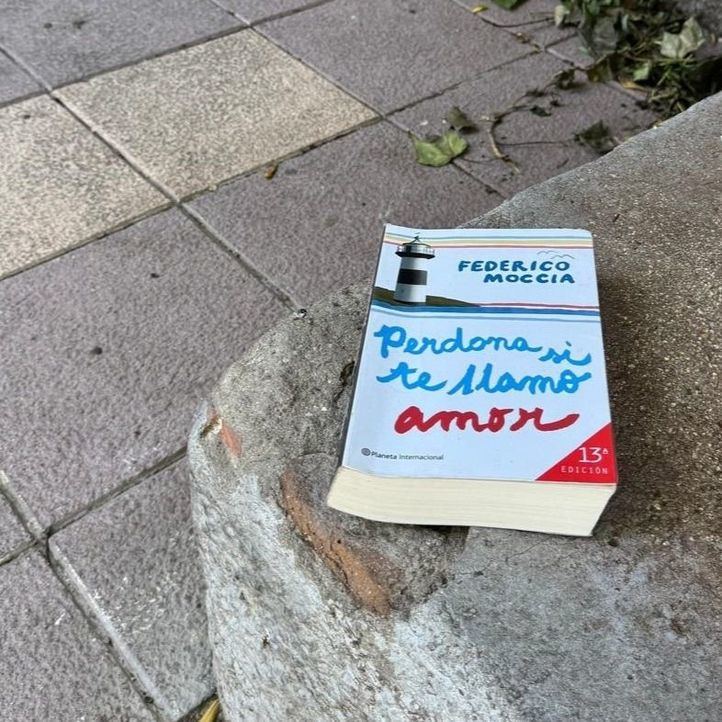 FEDERICO
MOCCIA
Perdona si
te llamo
amor
Planeta Internacional
13ª
EDICIÓN